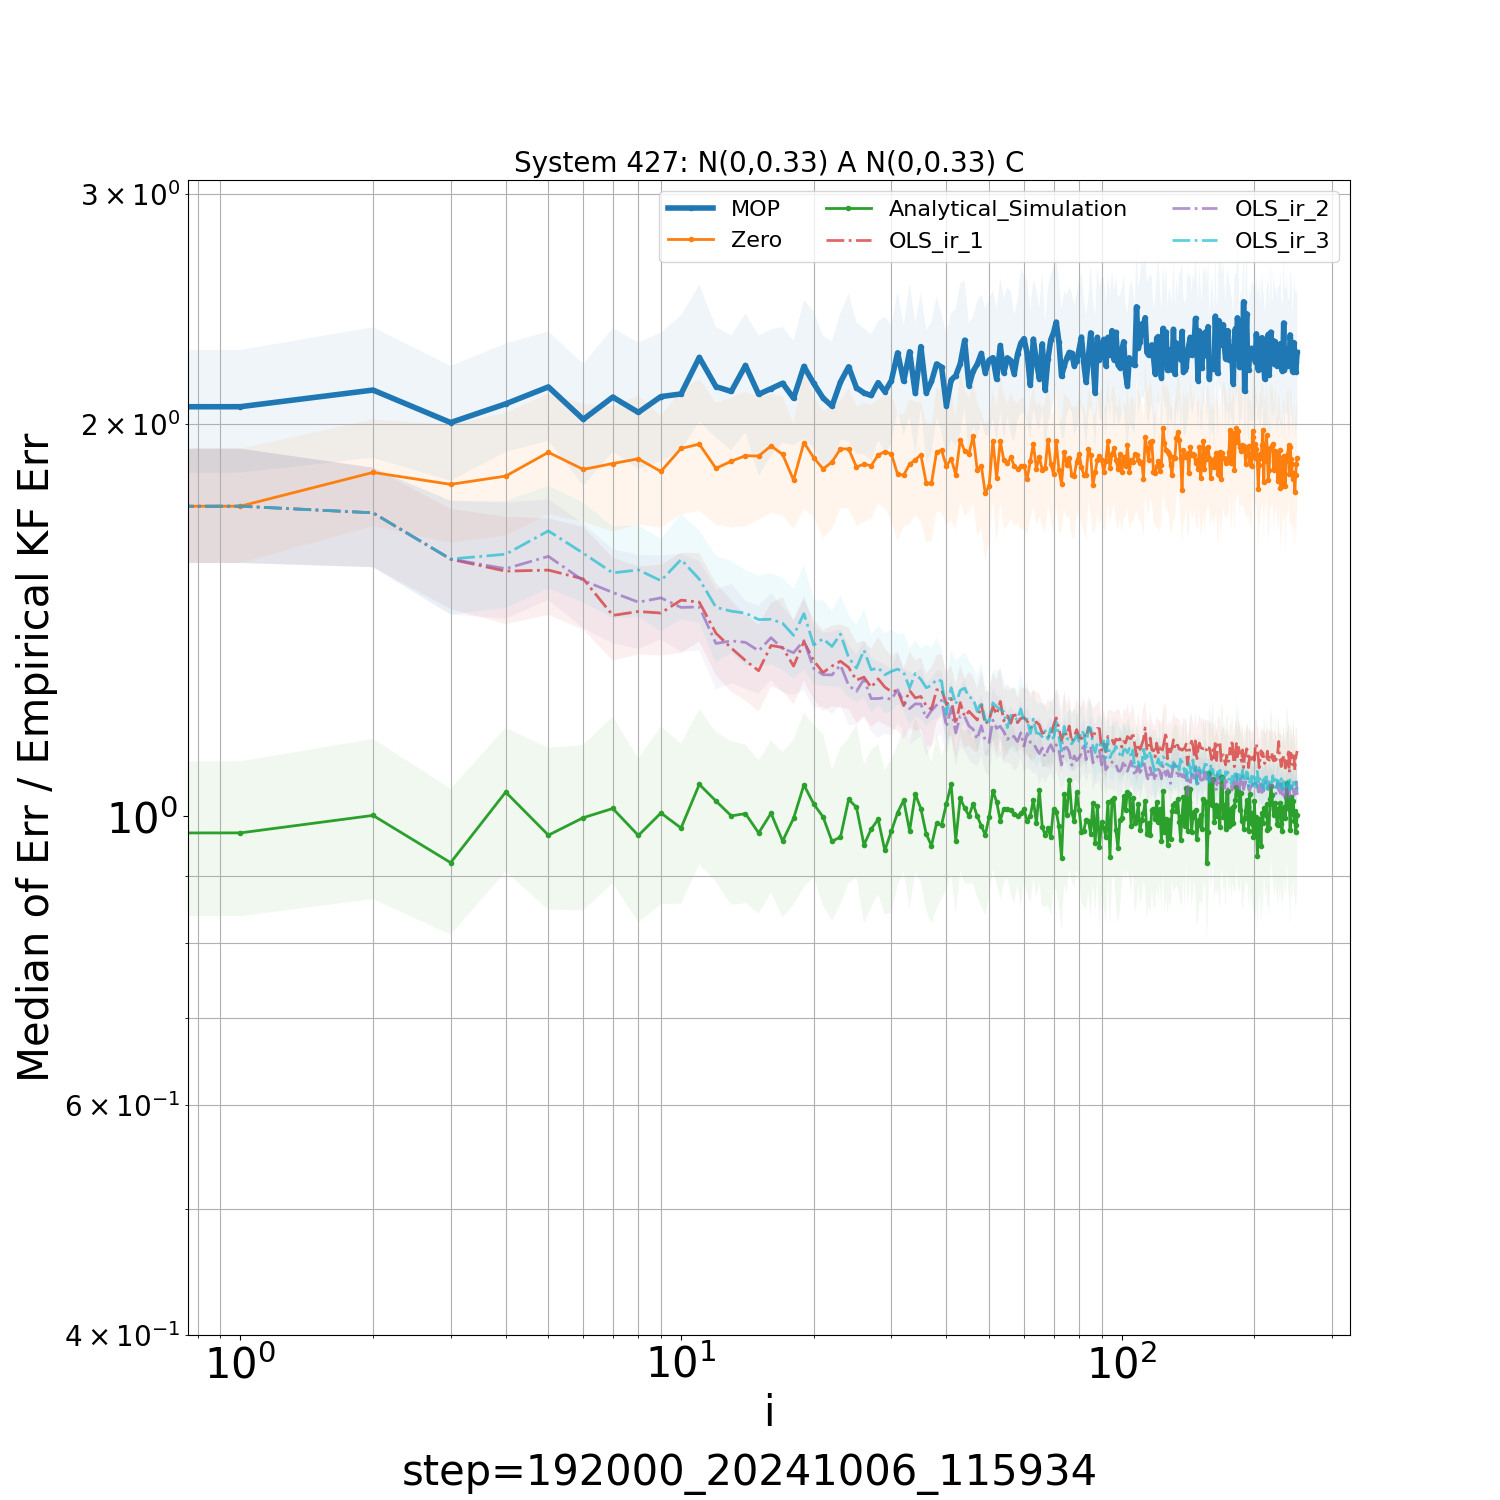 System 427: N(0,0.33) A N(0,0.33) C
MOP
Zero
Analytical_Simulation
OLS_ir_1
OLS_ir_2
OLS_ir_3
Median of Err / Empirical KF Err
3 × 10⁰
2 × 10⁰
10⁰
6 × 10⁻¹
4 × 10⁻¹
10⁰ 10¹ 10²
i
step=192000_20241006_115934